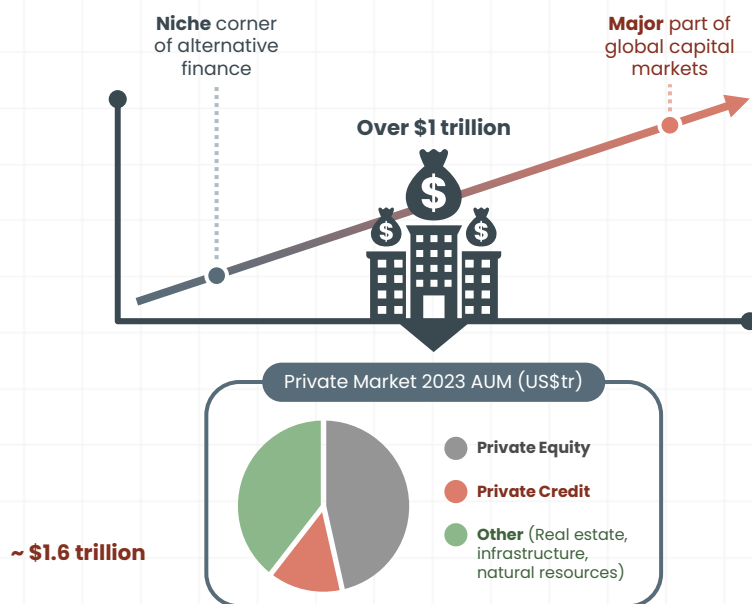 Niche corner
of alternative
finance
Major part of
global capital
markets
Over $1 trillion
$
$
$
Private Market 2023 AUM (US$tr)
Private Equity
Private Credit
Other (Real estate,
infrastructure,
natural resources)
~ $1.6 trillion